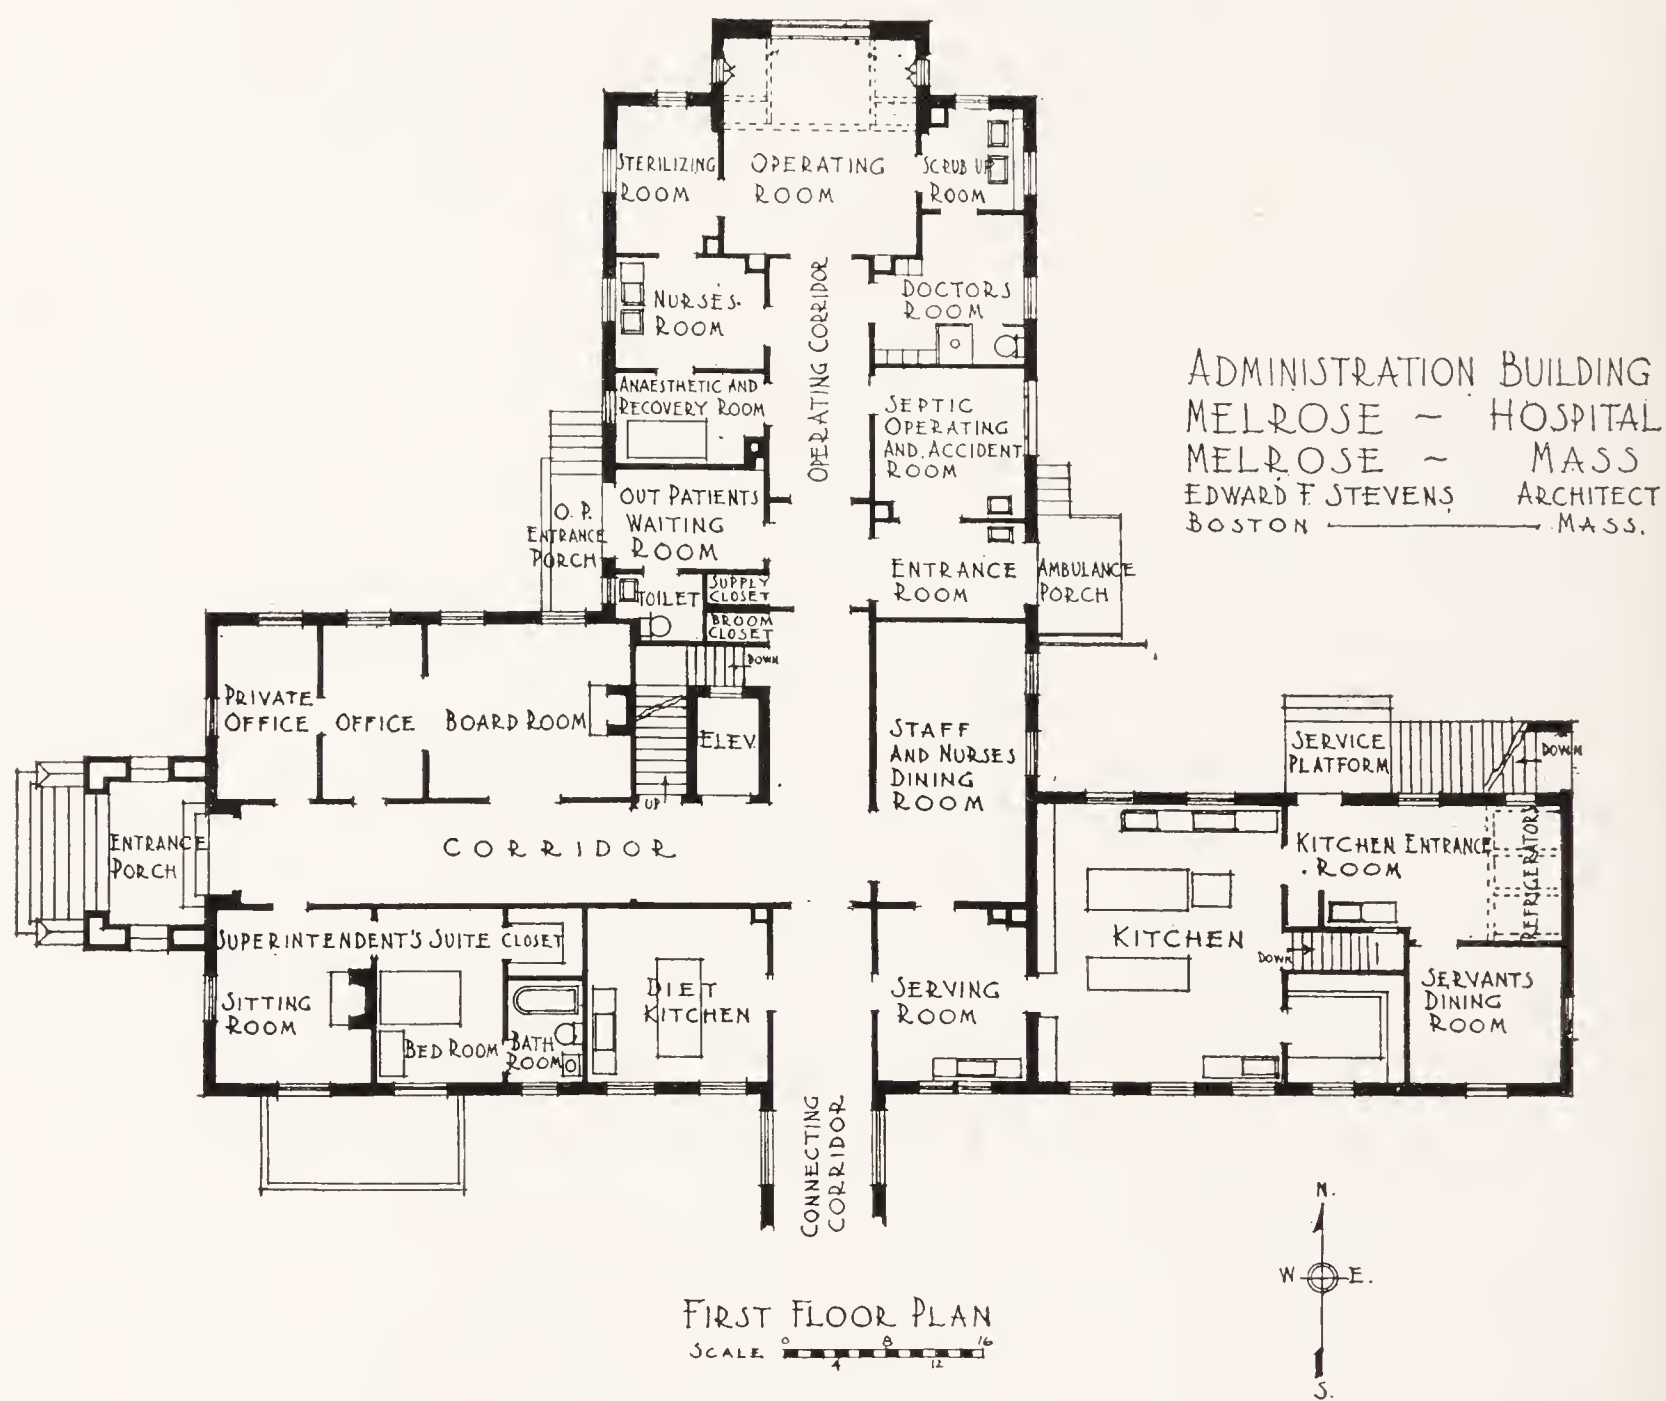 STERILIZING
ROOM
OPERATING
ROOM
SCRUB UP
ROOM
NURSES.
ROOM
OPERATING CORRIDOR
DOCTORS
ROOM
ANAESTHETIC AND
RECOVERY ROOM
SEPTIC
OPERATING
AND. ACCIDENT
ROOM
ADMINISTRATION BUILDING
MELROSE ~ HOSPITAL
MELROSE ~ MASS
EDWARD F. STEVENS ARCHITECT
BOSTON MASS.
O. P.
ENTRANCE
PORCH
OUT PATIENTS
WAITING
ROOM
TOILET
SUPPLY
CLOSET
BROOM
CLOSET
ENTRANCE
ROOM
AMBULANCE
PORCH
DOWN
PRIVATE
OFFICE
OFFICE
BOARD ROOM
ELEV.
UP
STAFF
AND NURSES
DINING
ROOM
SERVICE
PLATFORM
DOWN
ENTRANCE
PORCH
CORRIDOR
KITCHEN ENTRANCE
ROOM
REFRIGERATORY
SUPERINTENDENT'S SUITE
CLOSET
SITTING
ROOM
BED ROOM
BATH
ROOM
DIET
KITCHEN
SERVING
ROOM
KITCHEN
DOWN
SERVANTS
DINING
ROOM
CONNECTING
CORRIDOR
N.
W E.
S.
FIRST FLOOR PLAN
SCALE 0 4 8 12 16